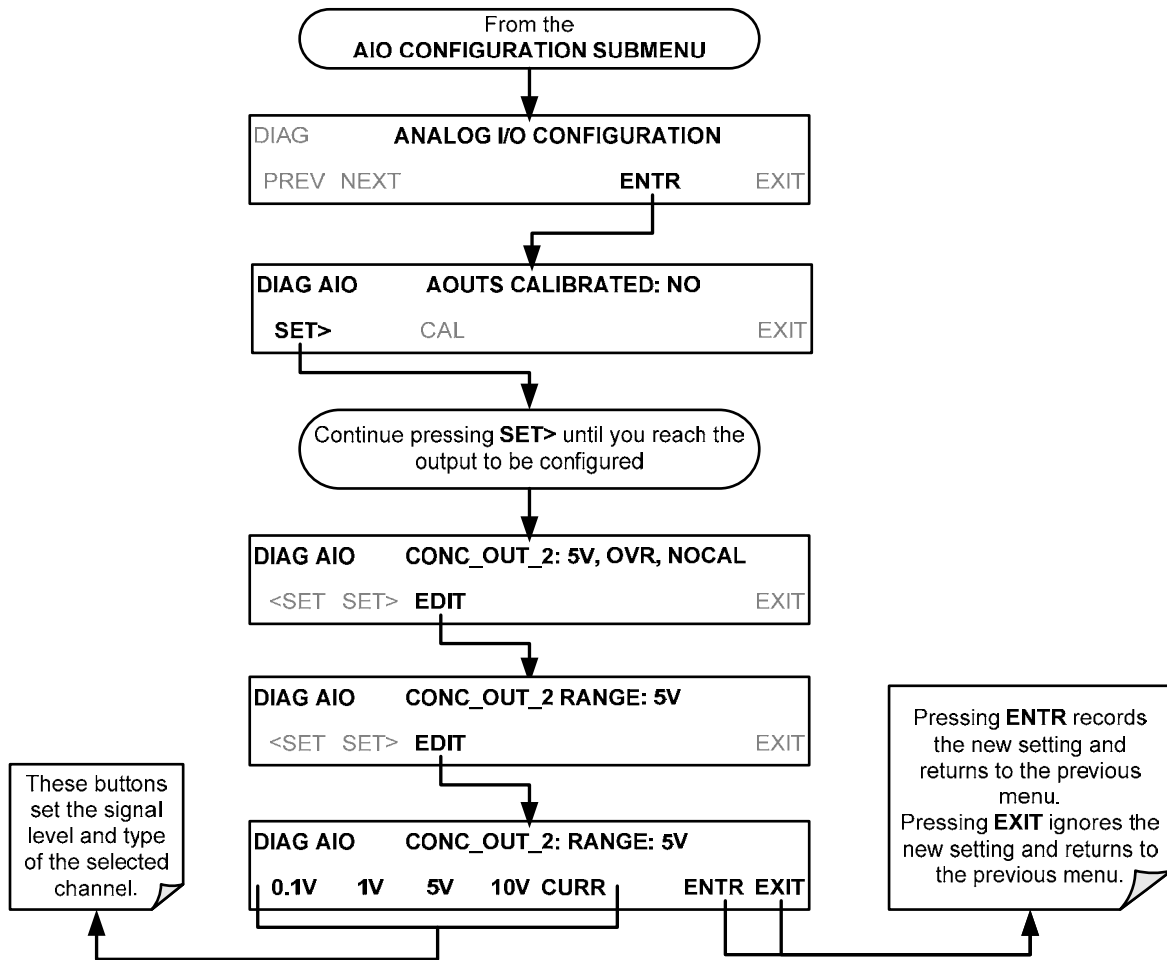 From the
AIO CONFIGURATION SUBMENU
DIAG ANALOG I/O CONFIGURATION
PREV NEXT ENTR EXIT
DIAG AIO AOUTS CALIBRATED: NO
SET> CAL EXIT
Continue pressing SET> until you reach the
output to be configured
DIAG AIO CONC_OUT_2: 5V, OVR, NOCAL
<SET SET> EDIT EXIT
DIAG AIO CONC_OUT_2 RANGE: 5V
<SET SET> EDIT EXIT
These buttons
set the signal
level and type
of the selected
channel.
DIAG AIO CONC_OUT_2: RANGE: 5V
0.1V 1V 5V 10V CURR ENTR EXIT
Pressing ENTR records
the new setting and
returns to the previous
menu.
Pressing EXIT ignores the
new setting and returns to
the previous menu.